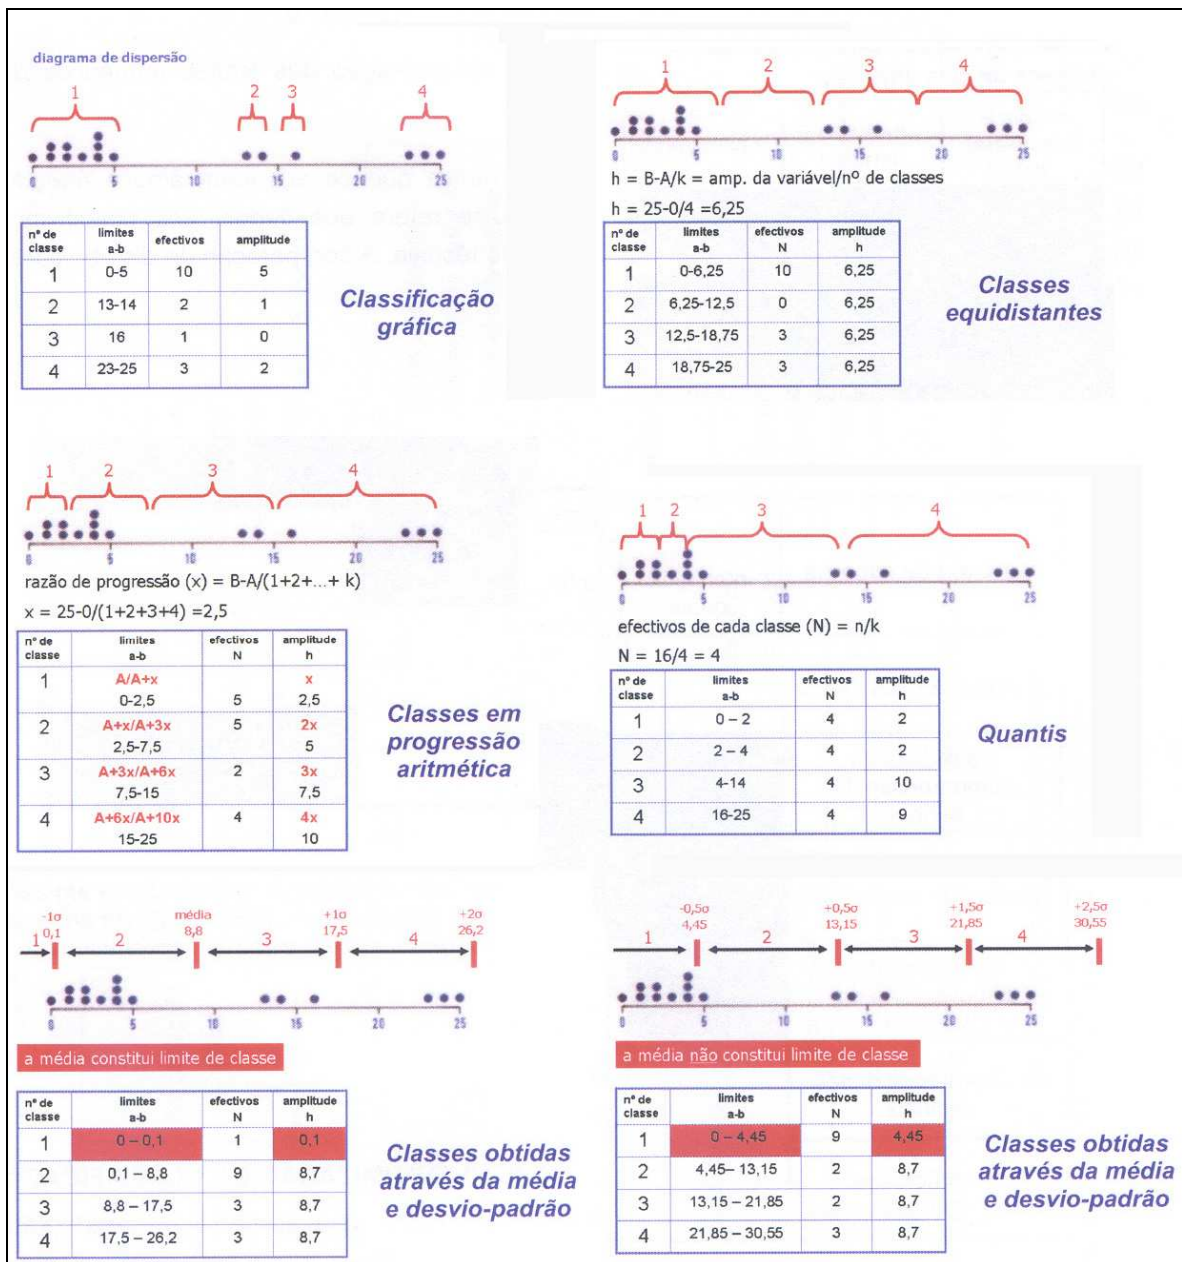 diagrama de dispersão
1 2 3 4
0 5 10 15 20 25
nº de classe limites a-b efectivos amplitude
1 0-5 10 5
2 13-14 2 1
3 16 1 0
4 23-25 3 2
Classificação
gráfica
1 2 3 4
0 5 10 15 20 25
h = B-A/k = amp. da variável/nº de classes
h = 25-0/4 =6,25
nº de classe limites a-b efectivos N amplitude h
1 0-6,25 10 6,25
2 6,25-12,5 0 6,25
3 12,5-18,75 3 6,25
4 18,75-25 3 6,25
Classes
equidistantes
1 2 3 4
0 5 10 15 20 25
razão de progressão (x) = B-A/(1+2+...+ k)
x = 25-0/(1+2+3+4) =2,5
nº de classe limites a-b efectivos N amplitude h
1 A/A+x x
0-2,5 5 2,5
2 A+x/A+3x 5 2x
2,5-7,5 5
3 A+3x/A+6x 2 3x
7,5-15 7,5
4 A+6x/A+10x 4 4x
15-25 10
Classes em
progressão
aritmética
1 2 3 4
0 5 10 15 20 25
efectivos de cada classe (N) = n/k
N = 16/4 = 4
nº de classe limites a-b efectivos N amplitude h
1 0 – 2 4 2
2 2 – 4 4 2
3 4-14 4 10
4 16-25 4 9
Quantis
-1σ média +1σ +2σ
0,1 8,8 17,5 26,2
1 2 3 4
0 5 10 15 20 25
a média constitui limite de classe
nº de classe limites a-b efectivos N amplitude h
1 0 – 0,1 1 0,1
2 0,1 – 8,8 9 8,7
3 8,8 – 17,5 3 8,7
4 17,5 – 26,2 3 8,7
Classes obtidas
através da média
e desvio-padrão
-0,5σ +0,5σ +1,5σ +2,5σ
4,45 13,15 21,85 30,55
1 2 3 4
0 5 10 15 20 25
a média não constitui limite de classe
nº de classe limites a-b efectivos N amplitude h
1 0 – 4,45 9 4,45
2 4,45– 13,15 2 8,7
3 13,15 – 21,85 2 8,7
4 21,85 – 30,55 3 8,7
Classes obtidas
através da média
e desvio-padrão